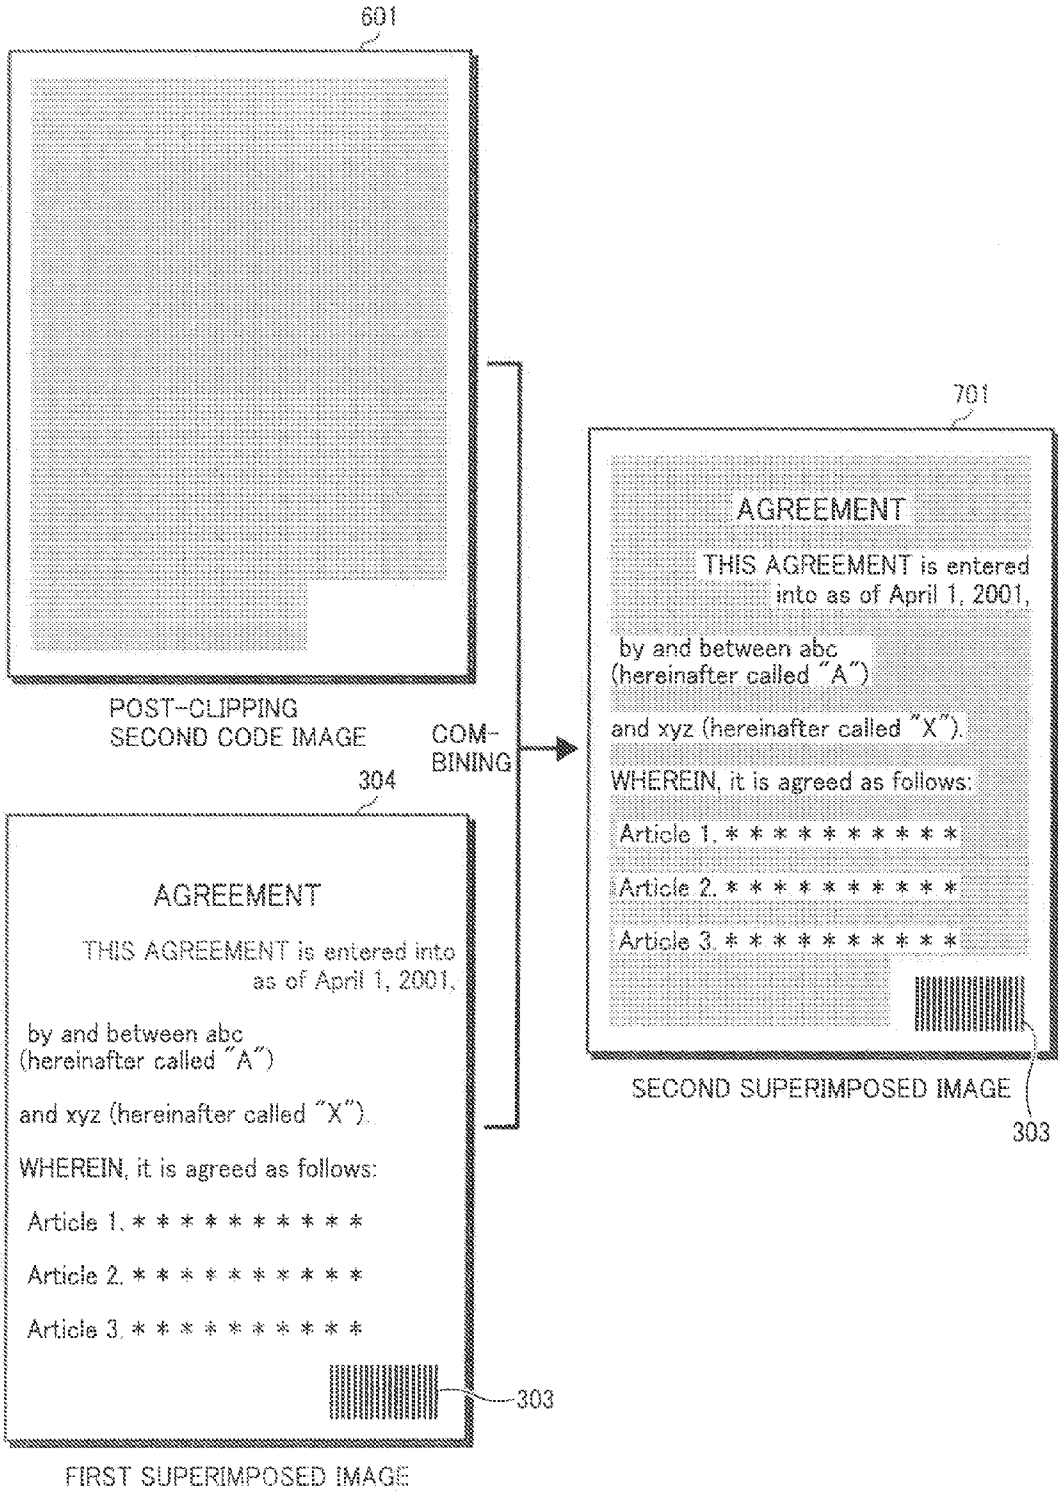 601
POST-CLIPPING
SECOND CODE IMAGE
COM-
BINING
304
AGREEMENT
THIS AGREEMENT is entered into
as of April 1, 2001,
by and between abc
(hereinafter called "A")
and xyz (hereinafter called "X").
WHEREIN, it is agreed as follows:
Article 1. * * * * * * * * * *
Article 2. * * * * * * * * * *
Article 3. * * * * * * * * * *
303
FIRST SUPERIMPOSED IMAGE
701
AGREEMENT
THIS AGREEMENT is entered
into as of April 1, 2001,
by and between abc
(hereinafter called "A")
and xyz (hereinafter called "X").
WHEREIN, it is agreed as follows:
Article 1. * * * * * * * * * *
Article 2. * * * * * * * * * *
Article 3. * * * * * * * * * *
SECOND SUPERIMPOSED IMAGE
303